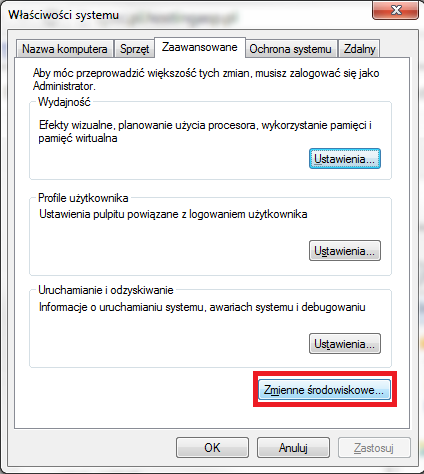 Właściwości systemu
Nazwa komputera Sprzęt Zaawansowane Ochrona systemu Zdalny
Aby móc przeprowadzić większość tych zmian, musisz zalogować się jako
Administrator.
Wydajność
Efekty wizualne, planowanie użycia procesora, wykorzystanie pamięci i
pamięć wirtualna
Ustawienia...
Profile użytkownika
Ustawienia pulpitu powiązane z logowaniem użytkownika
Ustawienia...
Uruchamianie i odzyskiwanie
Informacje o uruchamianiu systemu, awariach systemu i debugowaniu
Ustawienia...
Zmienne środowiskowe...
OK Anuluj Zastosuj